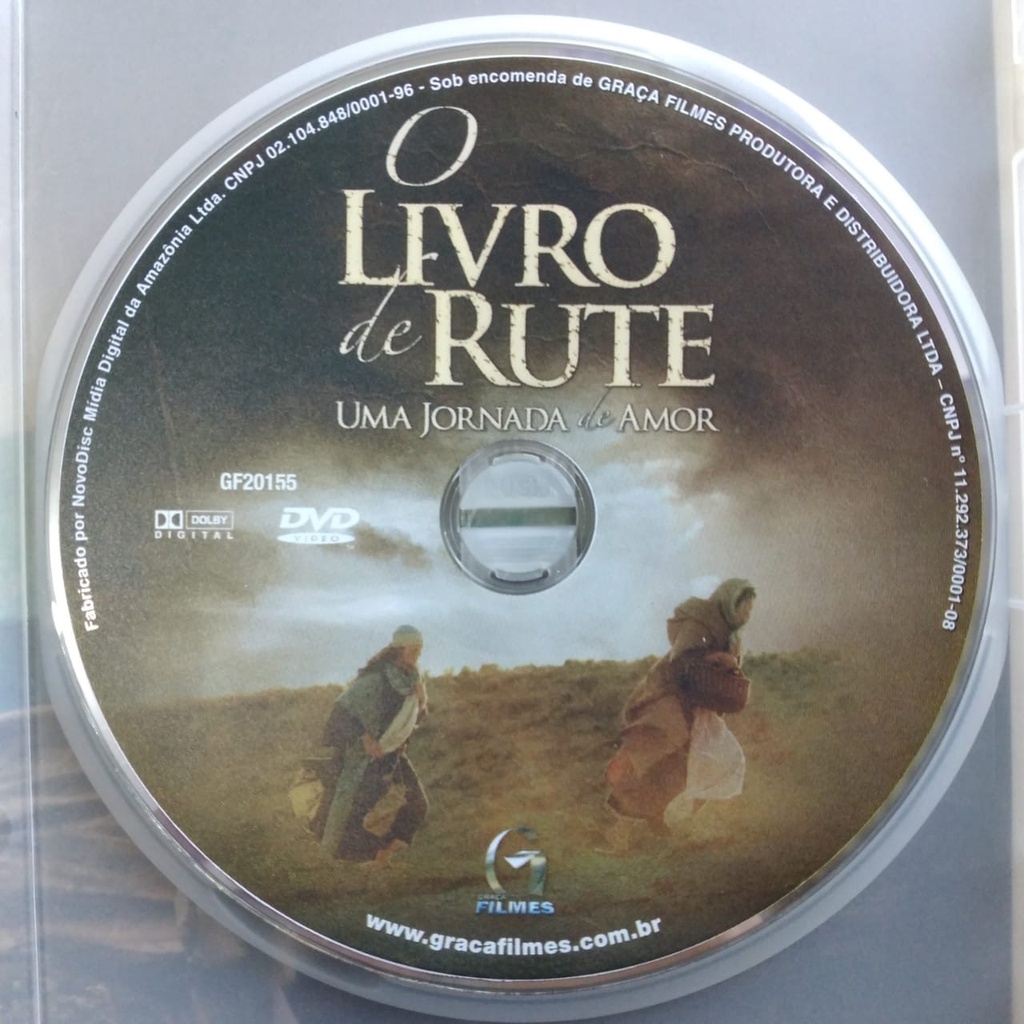 Fabricado por NovoDisc Mídia Digital da Amazônia Ltda. CNPJ 02.104.848/0001-96 - Sob encomenda de GRAÇA FILMES PRODUTORA E DISTRIBUIDORA LTDA – CNPJ nº 11.292.373/0001-08
O
LIVRO
de RUTE
UMA JORNADA de AMOR
GF20155
DOLBY
DIGITAL
DVD
VIDEO
G
GRAÇA
FILMES
www.gracafilmes.com.br